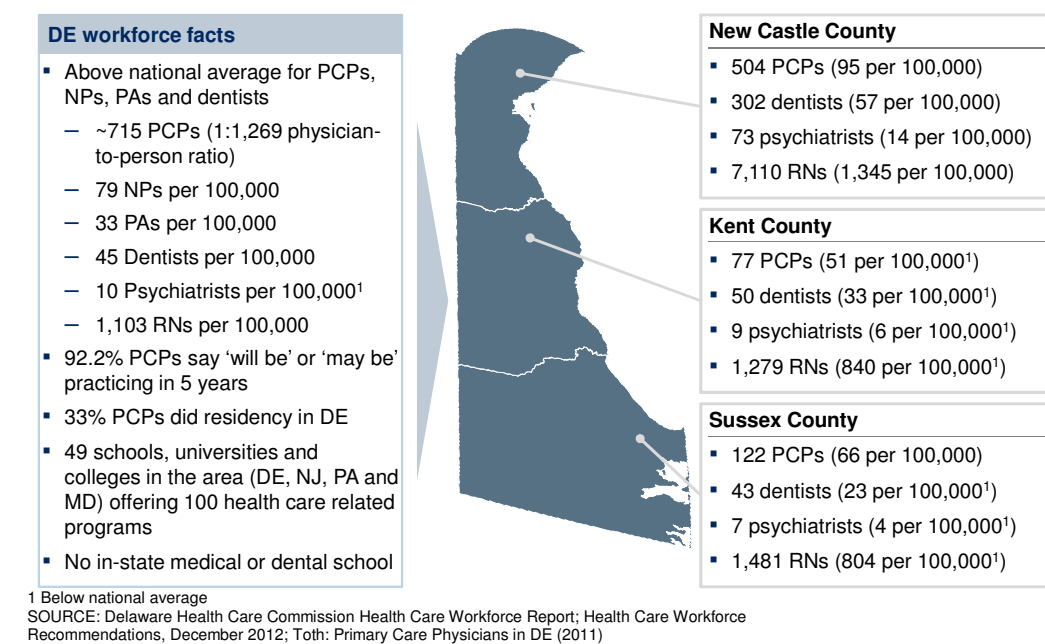 DE workforce facts
▪ Above national average for PCPs,
NPs, PAs and dentists
– ~715 PCPs (1:1,269 physician-
to-person ratio)
– 79 NPs per 100,000
– 33 PAs per 100,000
– 45 Dentists per 100,000
– 10 Psychiatrists per 100,000¹
– 1,103 RNs per 100,000
▪ 92.2% PCPs say ‘will be’ or ‘may be’
practicing in 5 years
▪ 33% PCPs did residency in DE
▪ 49 schools, universities and
colleges in the area (DE, NJ, PA and
MD) offering 100 health care related
programs
▪ No in-state medical or dental school
New Castle County
▪ 504 PCPs (95 per 100,000)
▪ 302 dentists (57 per 100,000)
▪ 73 psychiatrists (14 per 100,000)
▪ 7,110 RNs (1,345 per 100,000)
Kent County
▪ 77 PCPs (51 per 100,000¹)
▪ 50 dentists (33 per 100,000¹)
▪ 9 psychiatrists (6 per 100,000¹)
▪ 1,279 RNs (840 per 100,000¹)
Sussex County
▪ 122 PCPs (66 per 100,000)
▪ 43 dentists (23 per 100,000¹)
▪ 7 psychiatrists (4 per 100,000¹)
▪ 1,481 RNs (804 per 100,000¹)
1 Below national average
SOURCE: Delaware Health Care Commission Health Care Workforce Report; Health Care Workforce
Recommendations, December 2012; Toth: Primary Care Physicians in DE (2011)